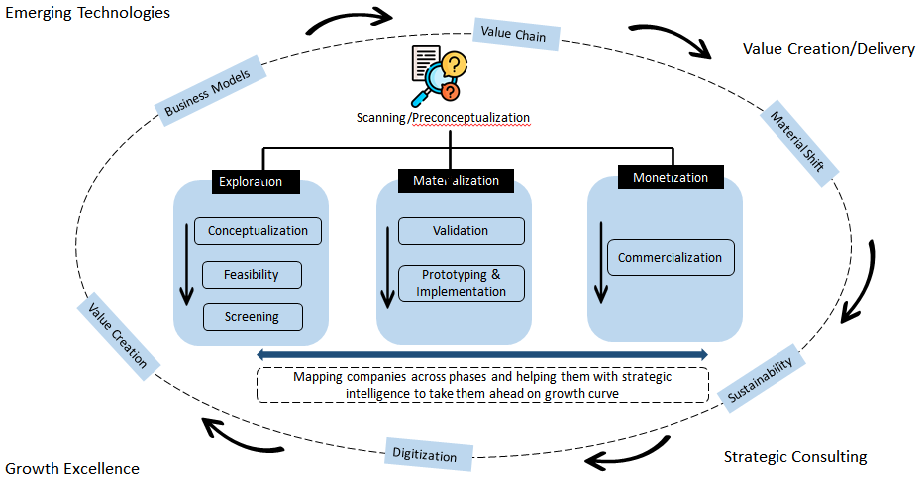 Emerging Technologies
Value Chain
Value Creation/Delivery
Business Models
Scanning/Preconceptualization
Material Shift
Exploration
Materialization
Monetization
Conceptualization
Validation
Commercialization
Feasibility
Prototyping &
Implementation
Screening
Value Creation
Mapping companies across phases and helping them with strategic
intelligence to take them ahead on growth curve
Sustainability
Digitization
Growth Excellence
Strategic Consulting